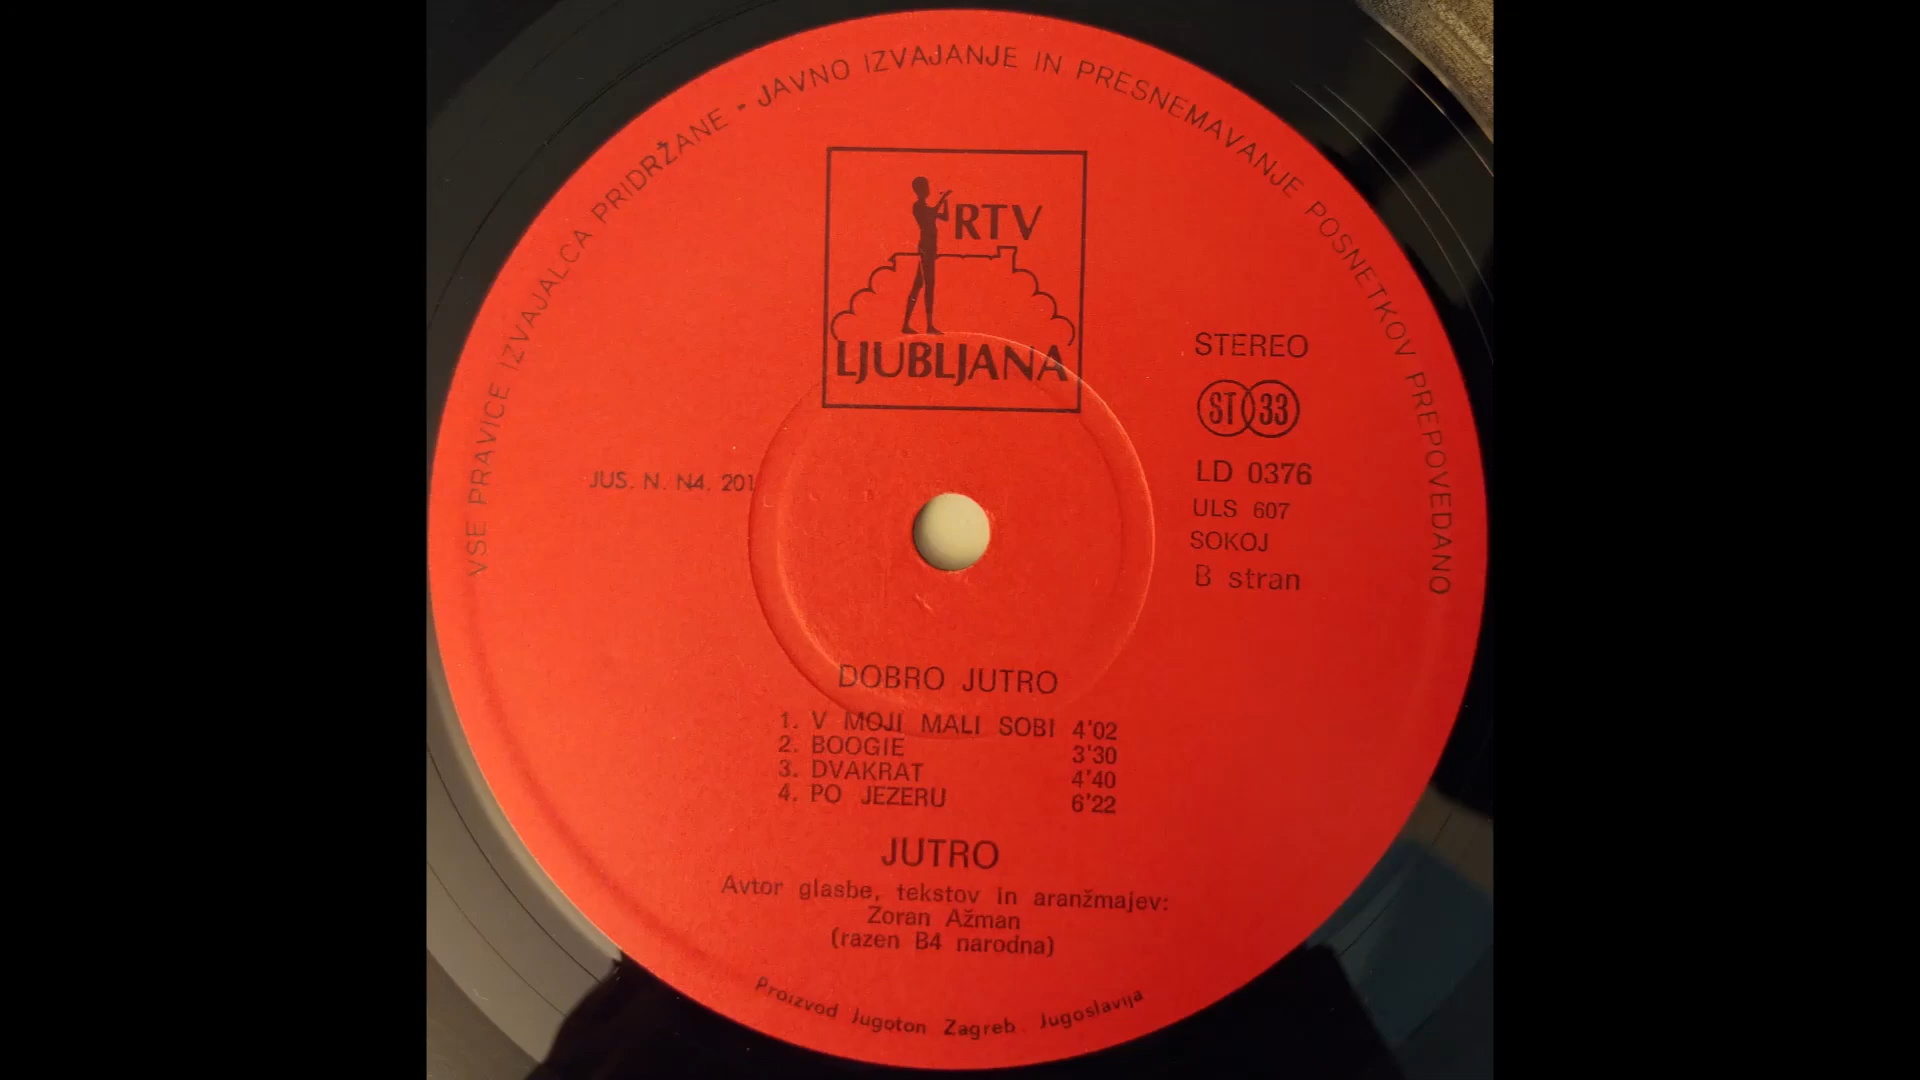 VSE PRAVICE IZVAJALCA PRIDRŽANE - JAVNO IZVAJANJE IN PRESNEMAVANJE POSNETKOV PREPOVEDANO
RTV
LJUBLJANA
STEREO
ST 33
JUS. N. N4. 201
LD 0376
ULS 607
SOKOJ
B stran
DOBRO JUTRO
1. V MOJI MALI SOBI 4'02
2. BOOGIE 3'30
3. DVAKRAT 4'40
4. PO JEZERU 6'22
JUTRO
Avtor glasbe, tekstov in aranžmajev:
Zoran Ažman
(razen B4 narodna)
Proizvod Jugoton Zagreb Jugoslavija